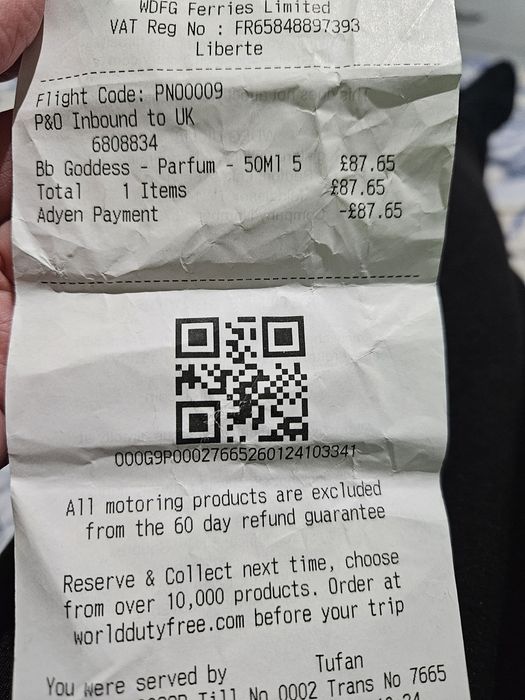 WDFG Ferries Limited
VAT Reg No : FR65848897393
Liberte
Flight Code: PN00009
P&O Inbound to UK
6808834
Bb Goddess - Parfum - 50Ml 5 £87.65
Total 1 Items £87.65
Adyen Payment -£87.65
000G9P00027665260124103341
All motoring products are excluded
from the 60 day refund guarantee
Reserve & Collect next time, choose
from over 10,000 products. Order at
worlddutyfree.com before your trip
You were served by Tufan
Till No 0002 Trans No 7665